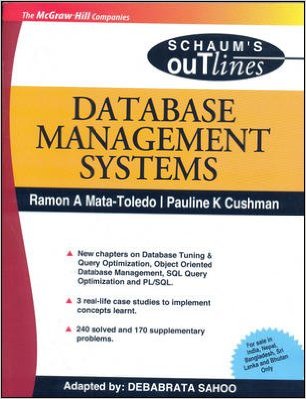 The McGraw-Hill Companies
SCHAUM'S
ouTlines
DATABASE
MANAGEMENT
SYSTEMS
Ramon A Mata-Toledo | Pauline K Cushman
New chapters on Database Tuning &
Query Optimization, Object Oriented
Database Management, SQL Query
Optimization and PL/SQL.
3 real-life case studies to implement
concepts learnt.
240 solved and 170 supplementary
problems.
For sale in
India, Nepal,
Bangladesh, Sri
Lanka and Bhutan
Only
Adapted by: DEBABRATA SAHOO